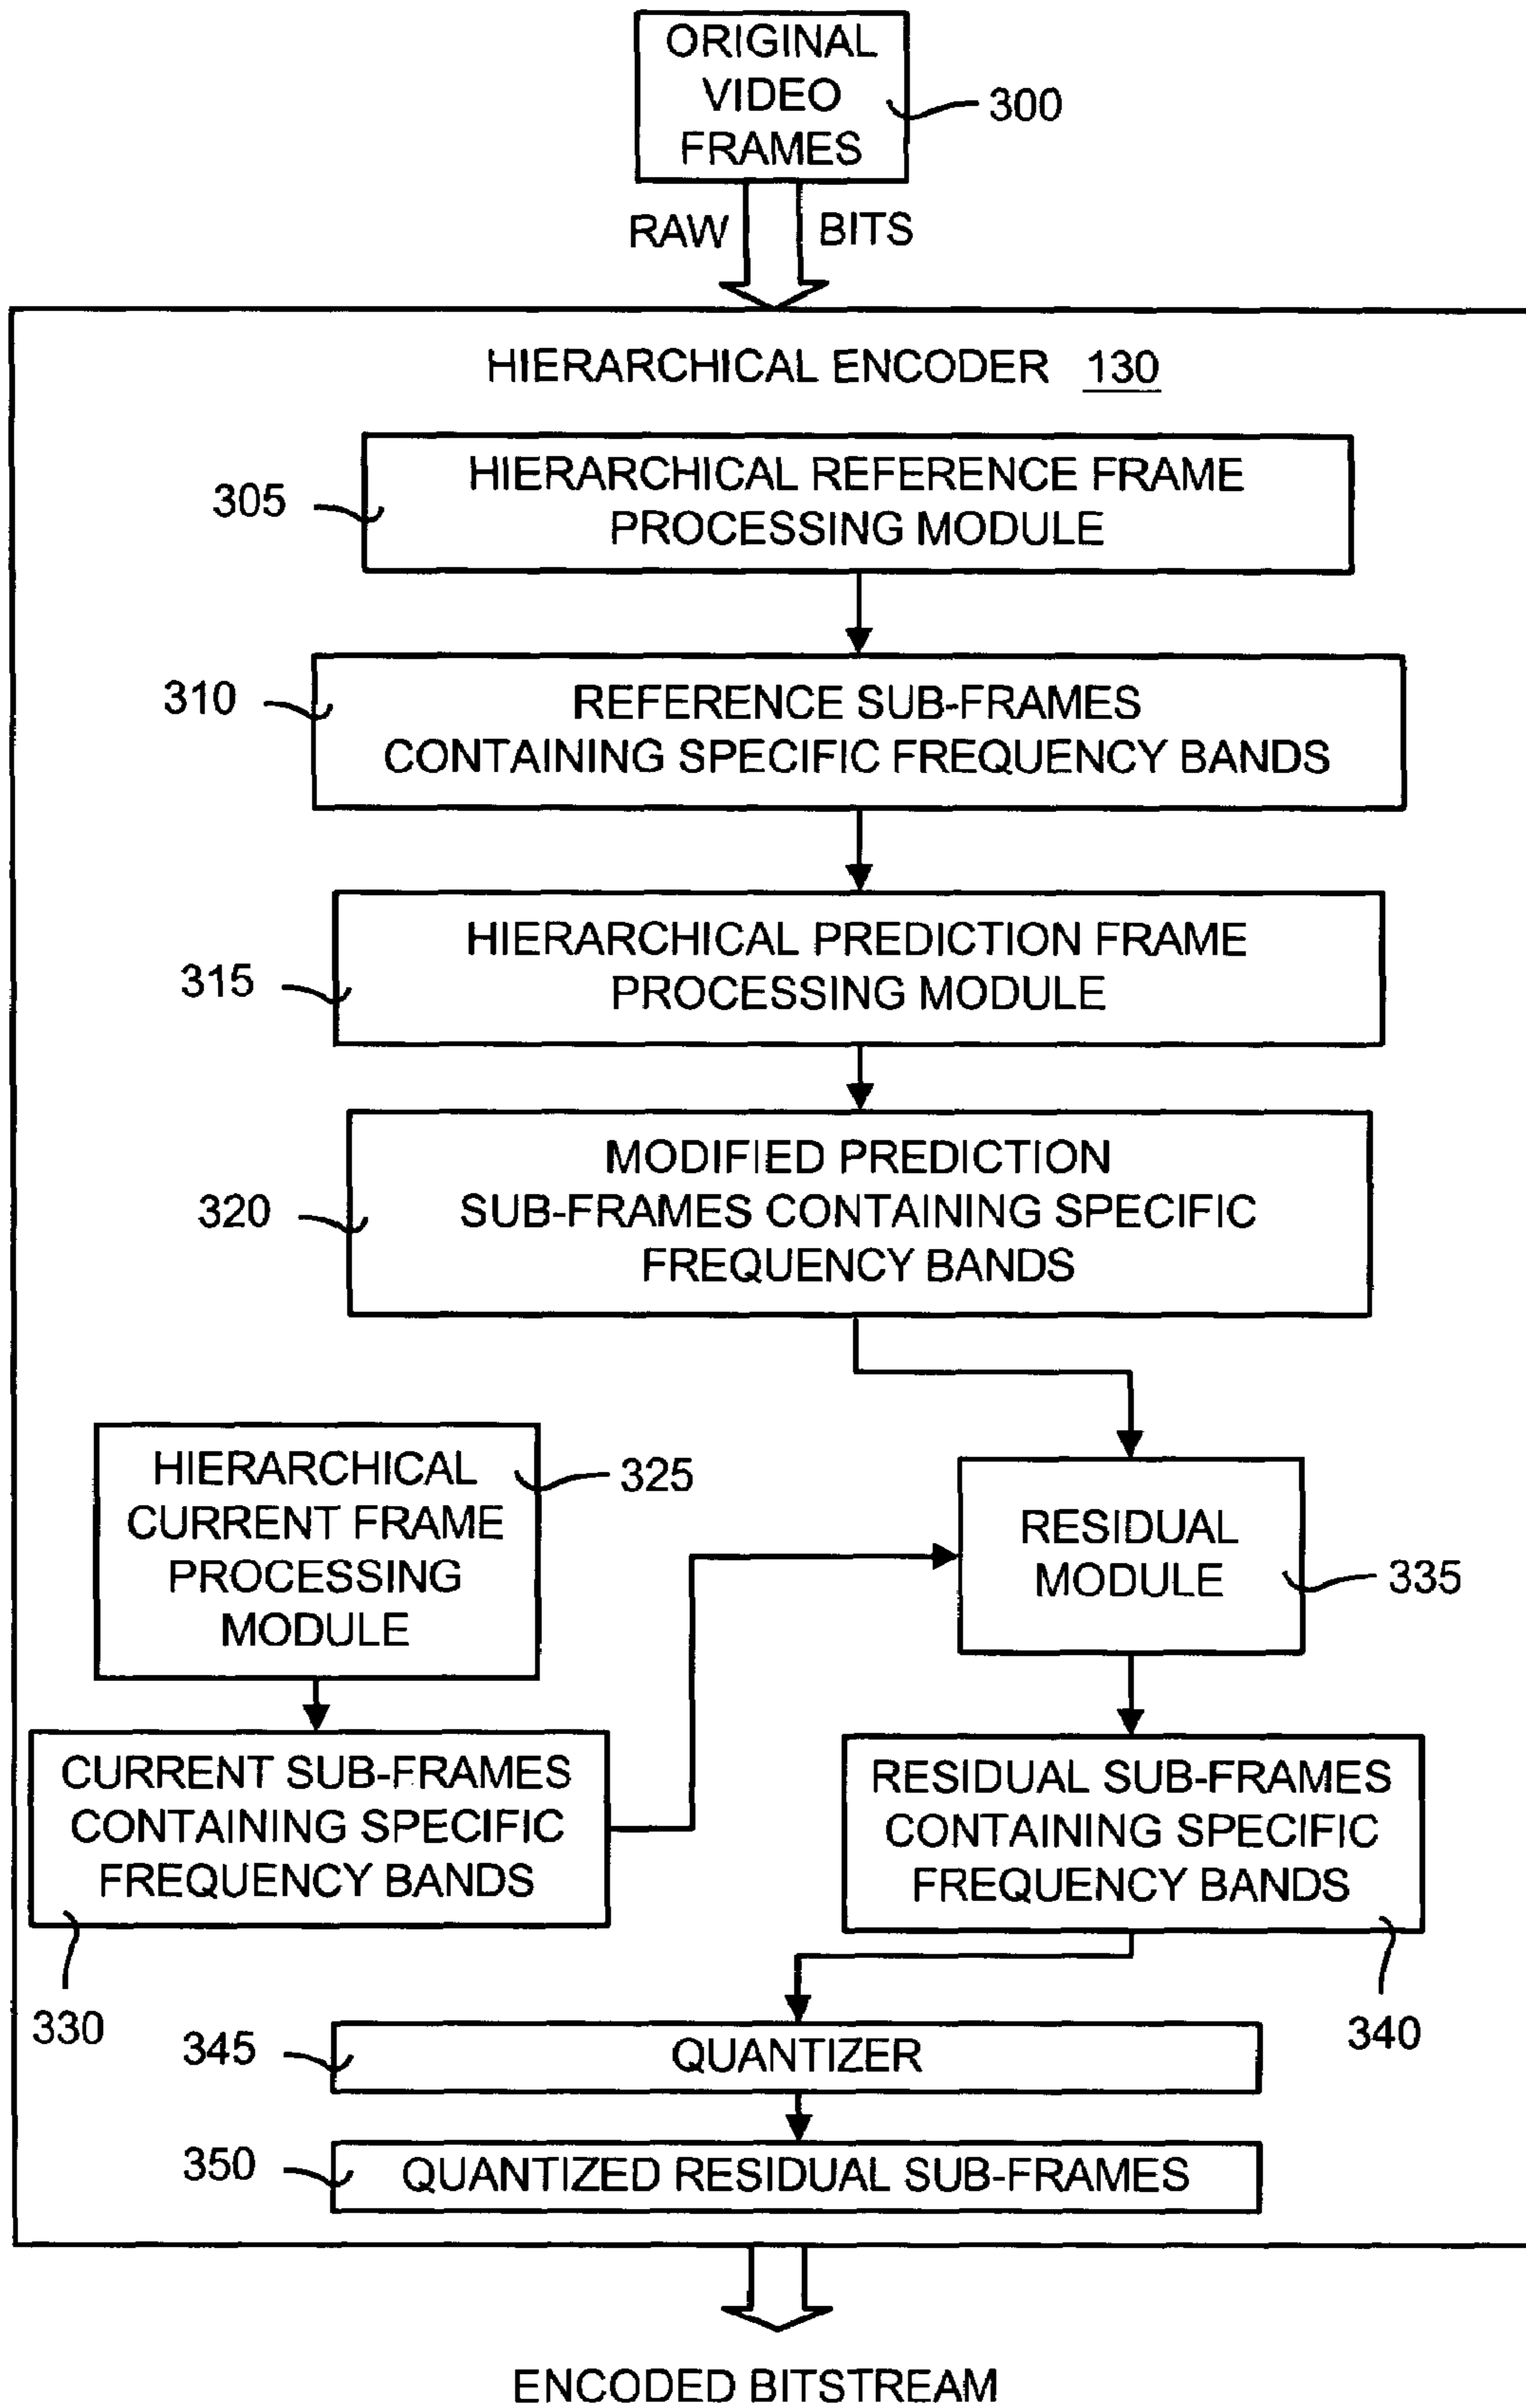 ORIGINAL
VIDEO
FRAMES
300
RAW BITS
HIERARCHICAL ENCODER 130
HIERARCHICAL REFERENCE FRAME
PROCESSING MODULE
305
REFERENCE SUB-FRAMES
CONTAINING SPECIFIC FREQUENCY BANDS
310
HIERARCHICAL PREDICTION FRAME
PROCESSING MODULE
315
MODIFIED PREDICTION
SUB-FRAMES CONTAINING SPECIFIC
FREQUENCY BANDS
320
HIERARCHICAL
CURRENT FRAME
PROCESSING
MODULE
325
RESIDUAL
MODULE
335
CURRENT SUB-FRAMES
CONTAINING SPECIFIC
FREQUENCY BANDS
330
RESIDUAL SUB-FRAMES
CONTAINING SPECIFIC
FREQUENCY BANDS
340
345
QUANTIZER
350
QUANTIZED RESIDUAL SUB-FRAMES
ENCODED BITSTREAM